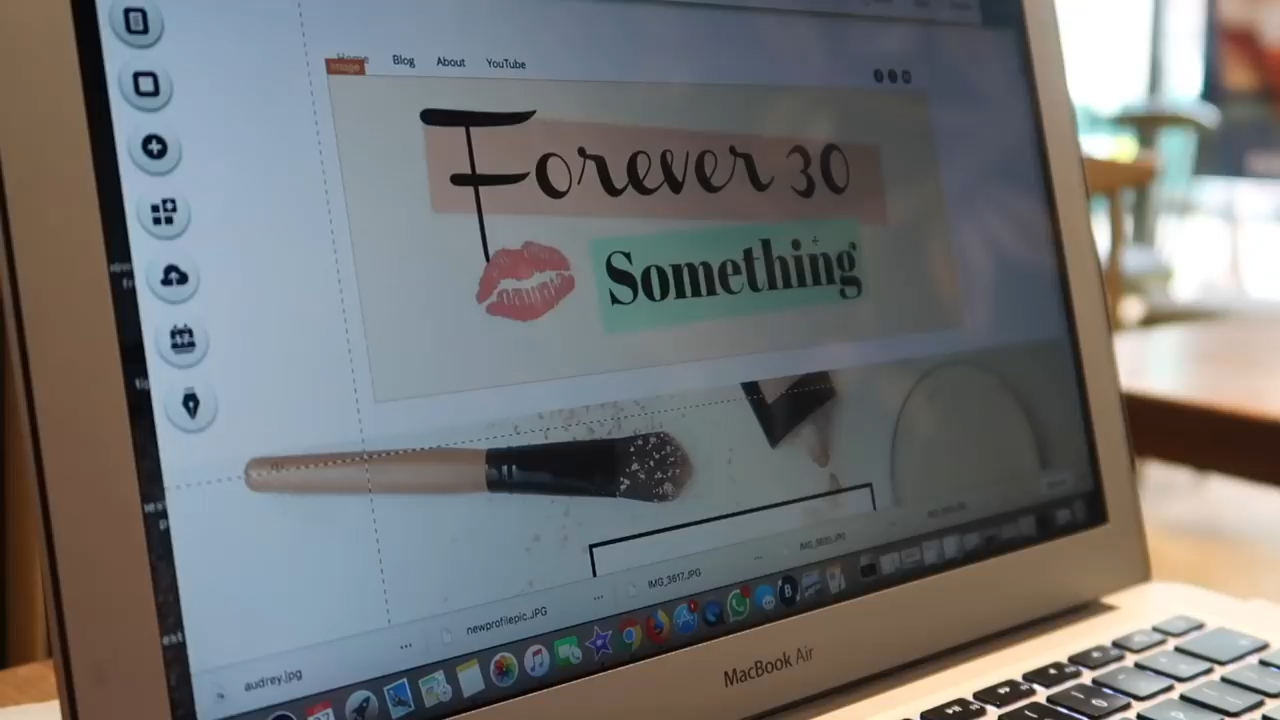 Home Blog About YouTube
Image
Forever 30
Something
audrey.jpg
newprofilepic.JPG
IMG_3617.JPG
MacBook Air